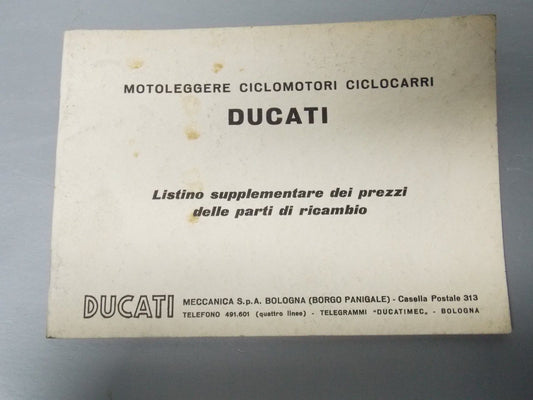 MOTOLEGGERE CICLOMOTORI CICLOCARRI
DUCATI
Listino supplementare dei prezzi
delle parti di ricambio
DUCATI MECCANICA S.p.A. BOLOGNA (BORGO PANIGALE) - Casella Postale 313
TELEFONO 491.601 (quattro linee) - TELEGRAMMI "DUCATIMEC" - BOLOGNA